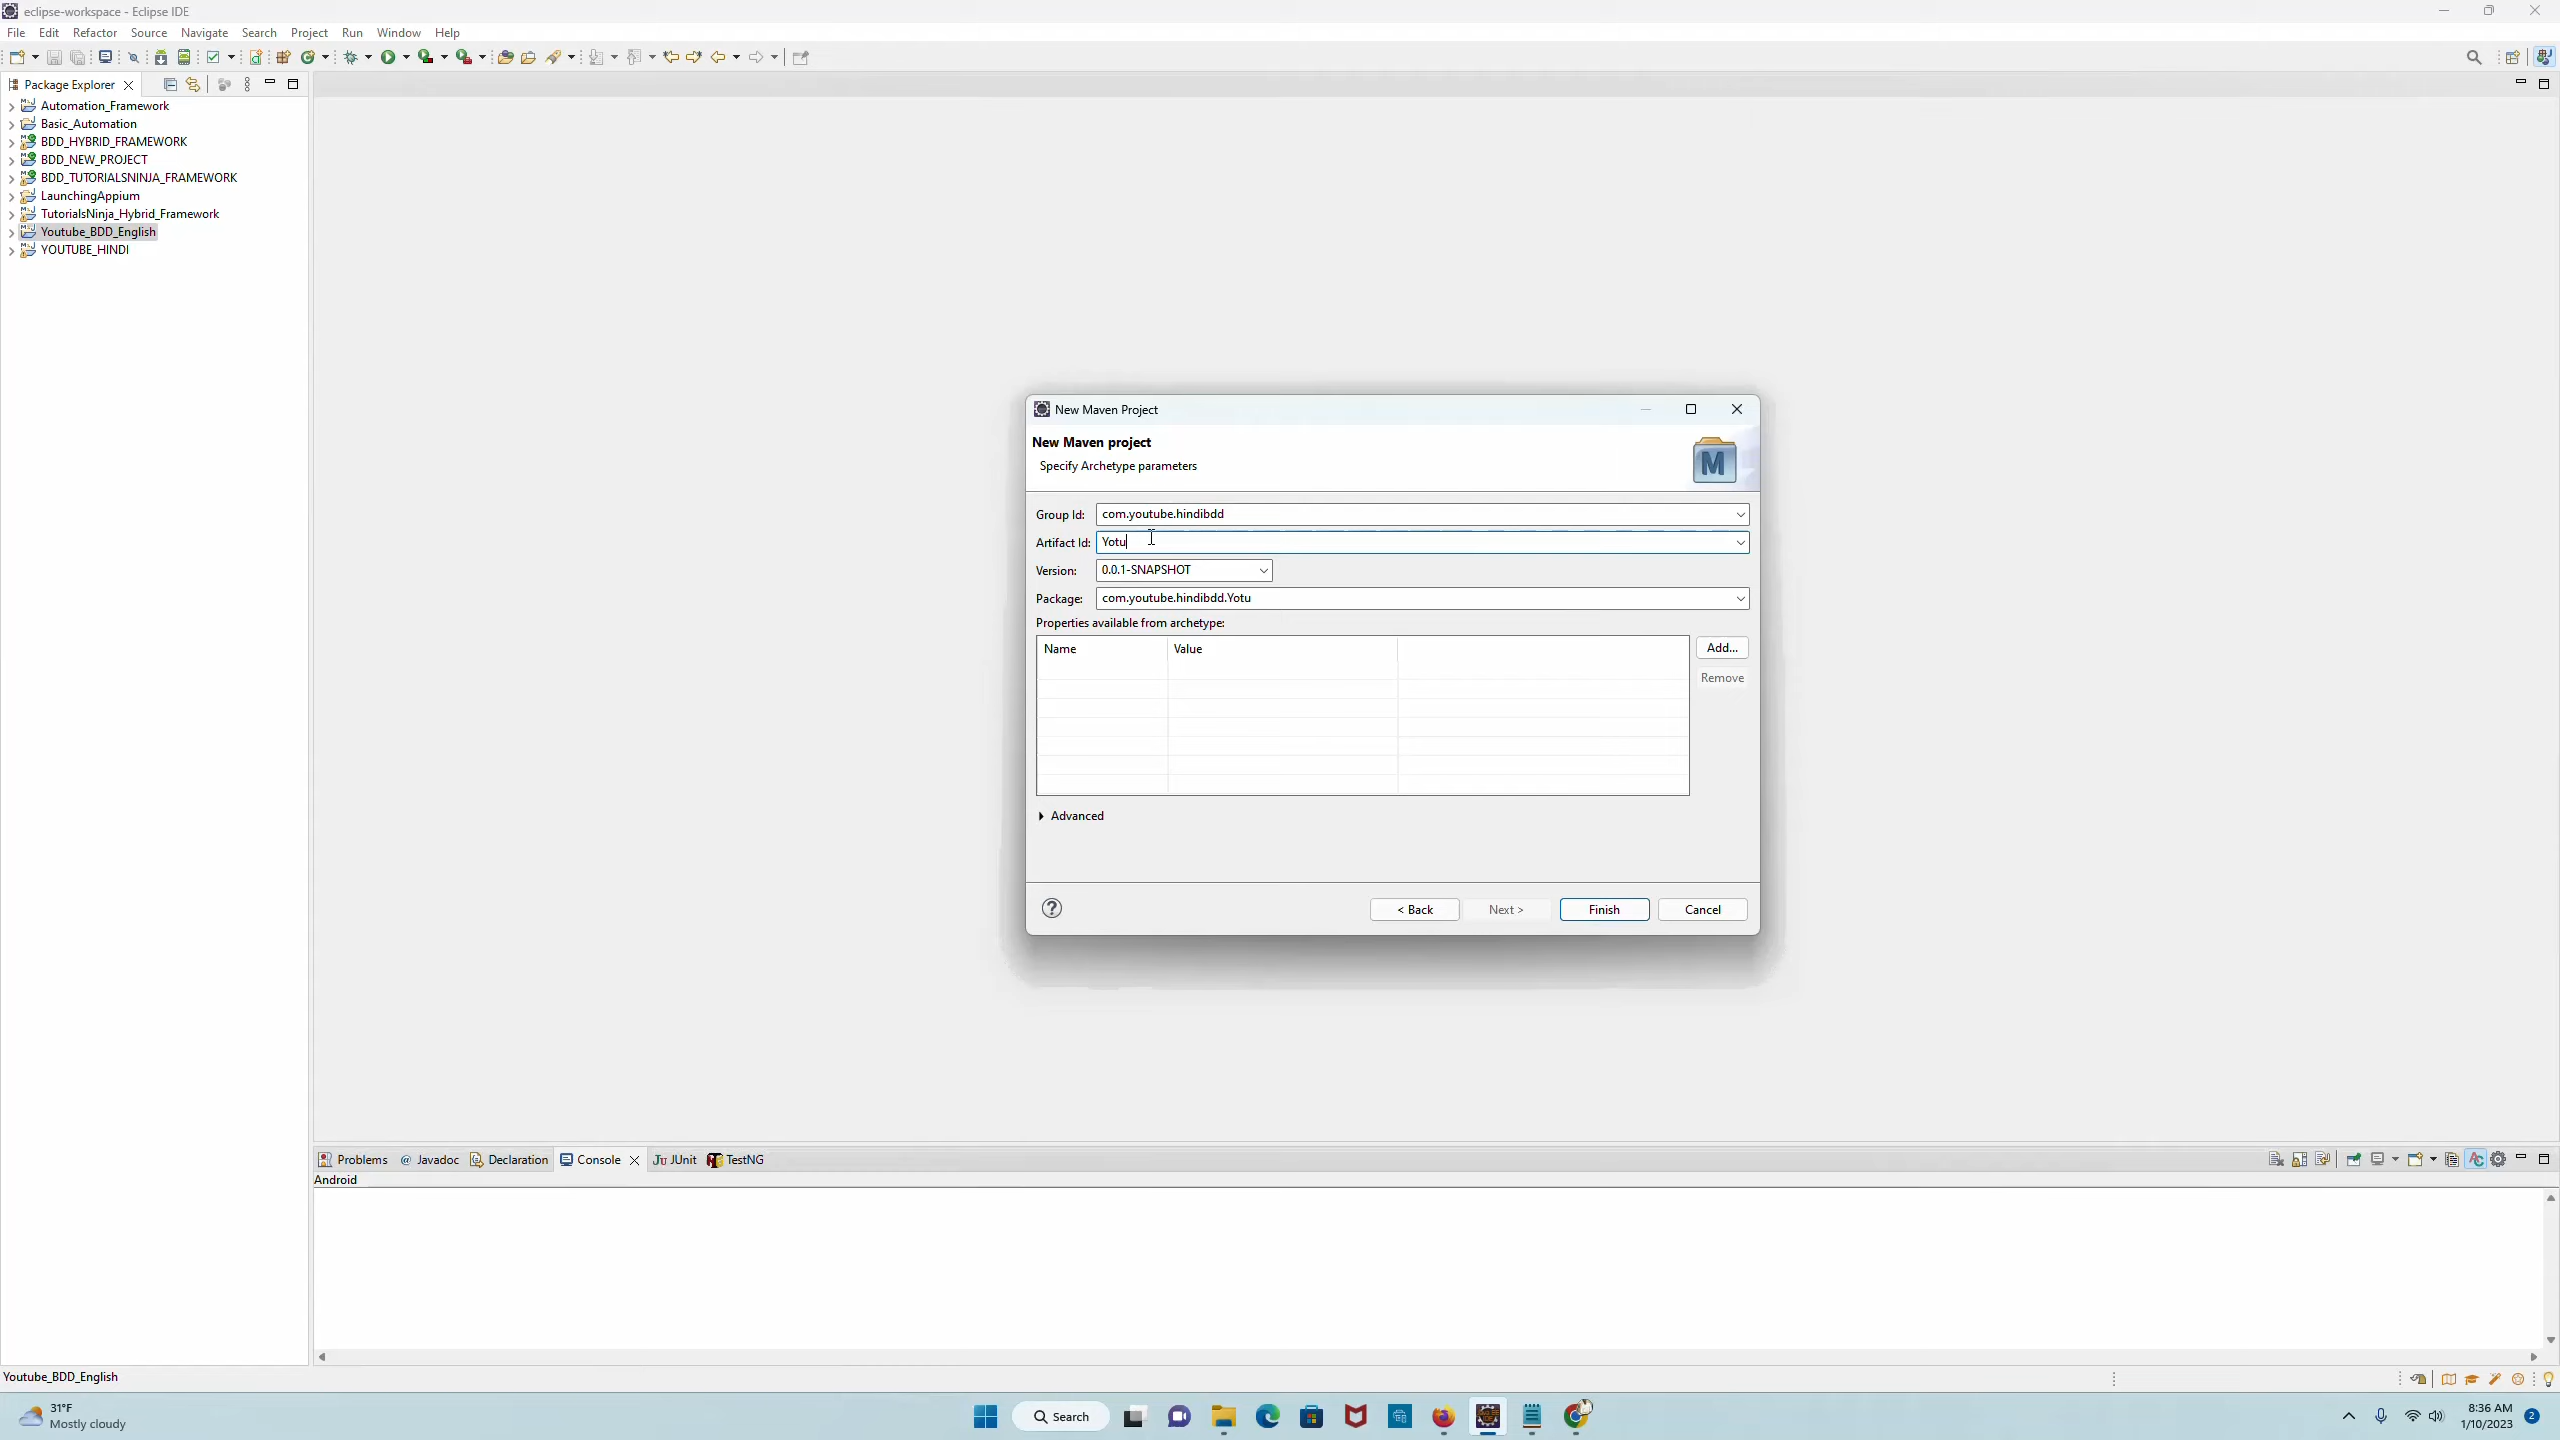 eclipse-workspace - Eclipse IDE
File Edit Refactor Source Navigate Search Project Run Window Help
Package Explorer
Automation_Framework
Basic_Automation
BDD_HYBRID_FRAMEWORK
BDD_NEW_PROJECT
BDD_TUTORIALSNINJA_FRAMEWORK
LaunchingAppium
TutorialsNinja_Hybrid_Framework
Youtube_BDD_English
YOUTUBE_HINDI
New Maven Project
New Maven project
Specify Archetype parameters
M
Group Id: com.youtube.hindibdd
Artifact Id: Yotu
Version: 0.0.1-SNAPSHOT
Package: com.youtube.hindibdd.Yotu
Properties available from archetype:
Name Value
Add...
Remove
Advanced
? < Back Next > Finish Cancel
Problems @ Javadoc Declaration Console JU JUnit TestNG
Android
Youtube_BDD_English
31°F
Mostly cloudy
Search
8:36 AM
1/10/2023
2